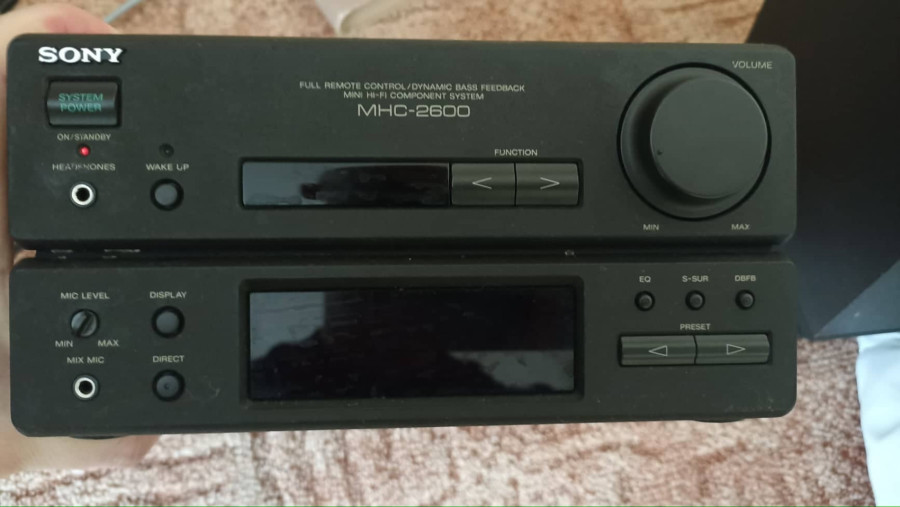 SONY
VOLUME
SYSTEM
POWER
FULL REMOTE CONTROL/DYNAMIC BASS FEEDBACK
MINI HI-FI COMPONENT SYSTEM
MHC-2600
ON/STANDBY
HEADPHONES
WAKE UP
FUNCTION
< >
MIN MAX
MIC LEVEL
DISPLAY
EQ S-SUR DBFB
MIN MAX
PRESET
MIX MIC
DIRECT